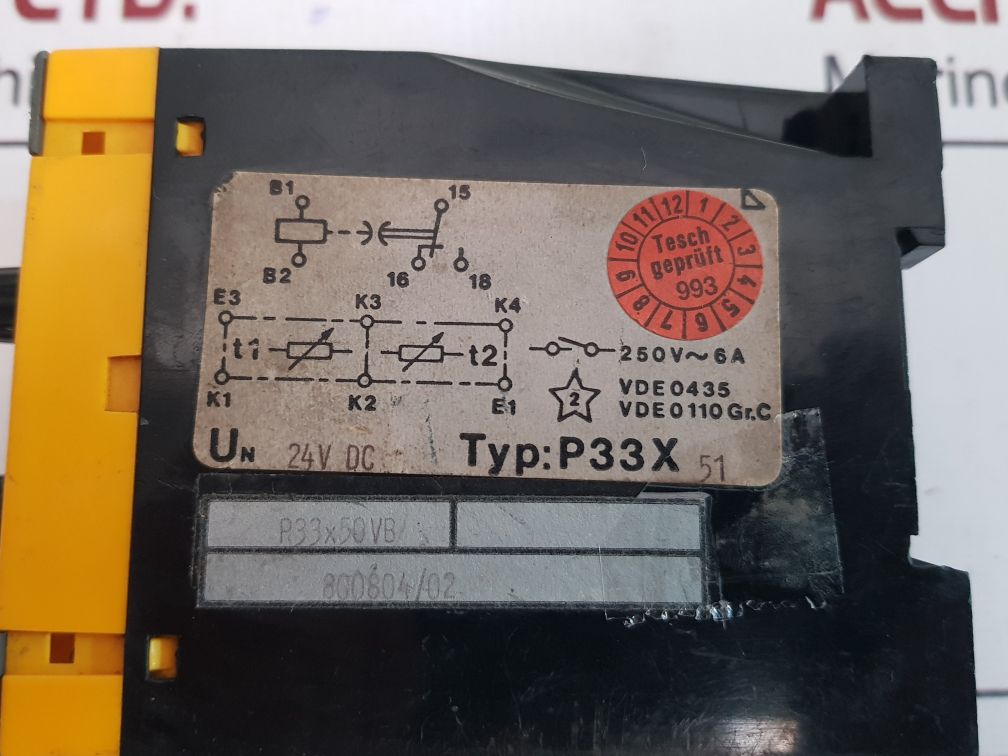 B1
15
B2
16
18
E3
K3
K4
t1
t2
K1
K2
E1
12 1 2 3 4 5 6 7 8 9 10 11
Tesch
geprüft
993
250V~6A
2
VDE0435
VDE0110Gr.C
UN 24V DC Typ:P33X 51
P33x50VB
800804/02